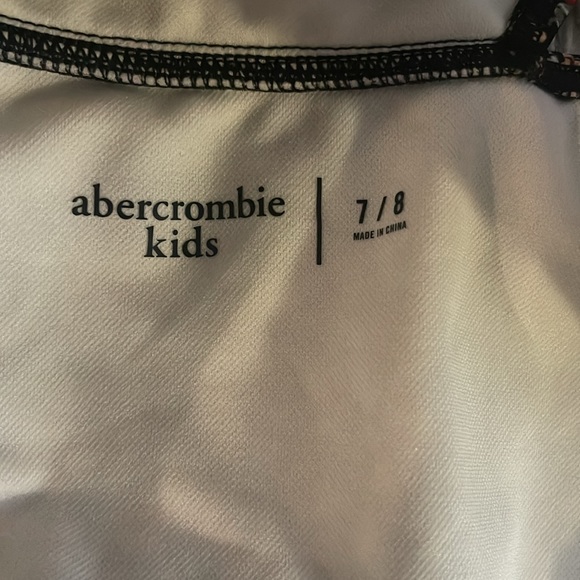 abercrombie
kids
7/8
MADE IN CHINA